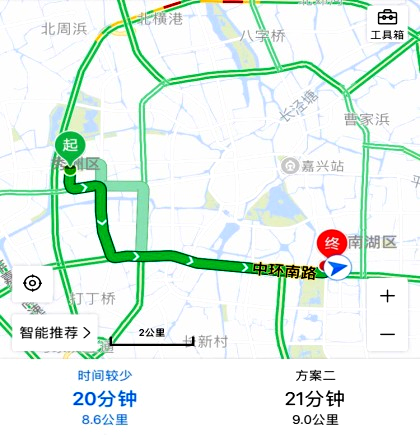 北横港
北周浜
八字桥
工具箱
长泾塘
曹家浜
起
秀洲区
嘉兴站
终
南湖区
中环南路
打丁桥
智能推荐
2公里
长新村
时间较少
20分钟
8.6公里
方案二
21分钟
9.0公里